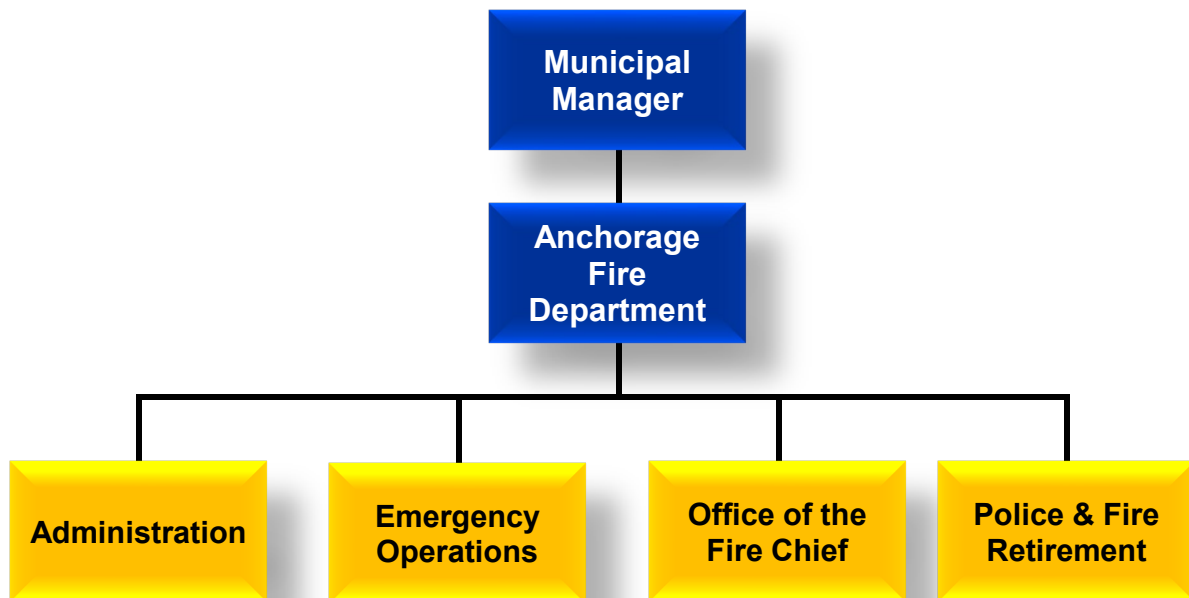 Municipal
Manager
Anchorage
Fire
Department
Administration
Emergency
Operations
Office of the
Fire Chief
Police & Fire
Retirement